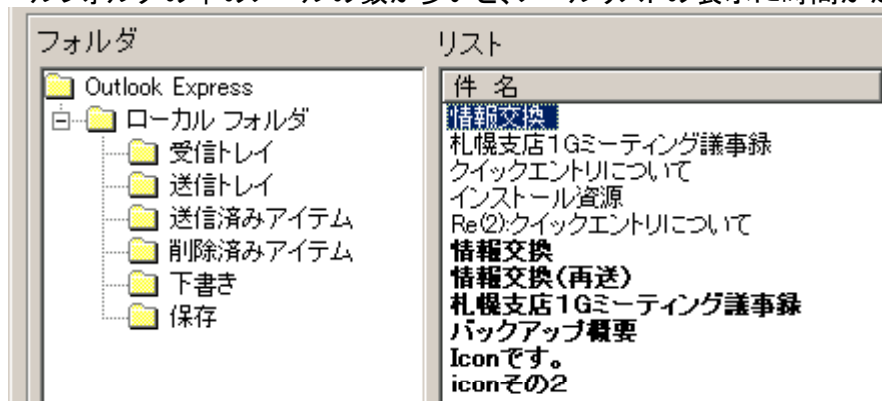 フォルダ
Outlook Express
ローカル フォルダ
受信トレイ
送信トレイ
送信済みアイテム
削除済みアイテム
下書き
保存
リスト
件 名
情報交換
札幌支店1Gミーティング議事録
クイックエントリについて
インストール資源
Re(2):クイックエントリについて
情報交換
情報交換(再送)
札幌支店1Gミーティング議事録
バックアップ概要
Iconです。
iconその2